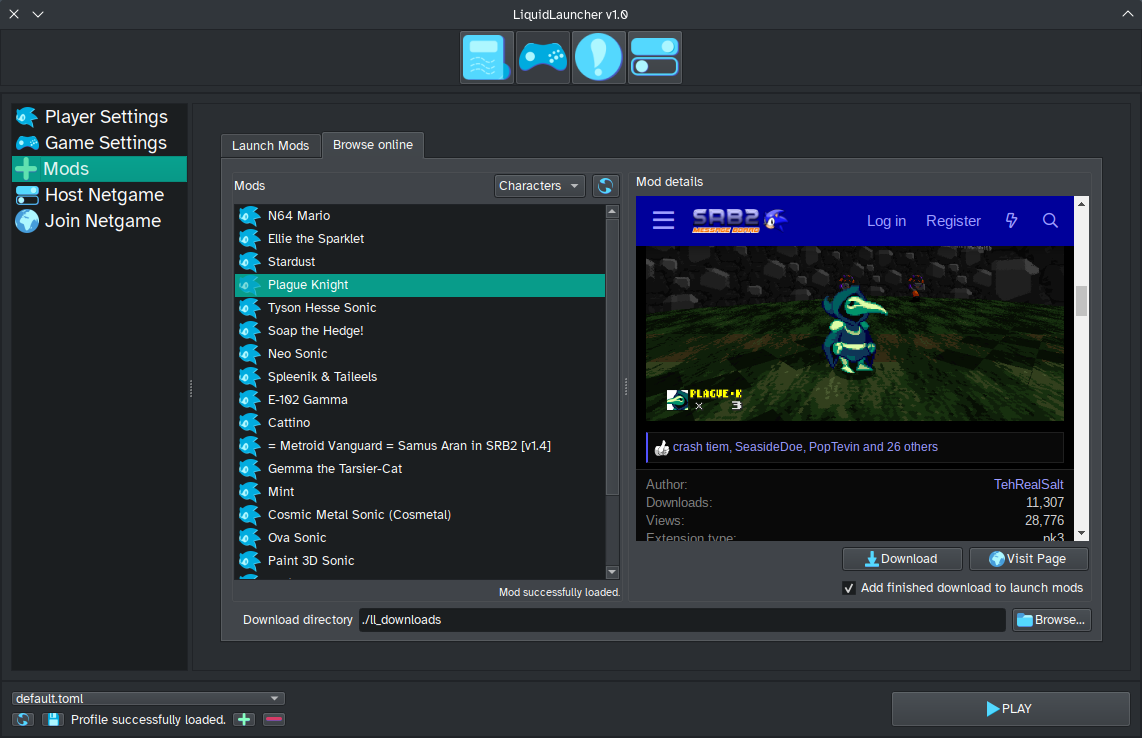 LiquidLauncher v1.0
Player Settings
Game Settings
Mods
Host Netgame
Join Netgame
Launch Mods
Browse online
Mods
Characters
N64 Mario
Ellie the Sparklet
Stardust
Plague Knight
Tyson Hesse Sonic
Soap the Hedge!
Neo Sonic
Spleenik & Taileels
E-102 Gamma
Cattino
= Metroid Vanguard = Samus Aran in SRB2 [v1.4]
Gemma the Tarsier-Cat
Mint
Cosmic Metal Sonic (Cosmetal)
Ova Sonic
Paint 3D Sonic
Mod successfully loaded.
Mod details
SRB2
MESSAGE BOARD
Log in
Register
PLAGUE·K
× 3
crash tiem, SeasideDoe, PopTevin and 26 others
Author: TehRealSalt
Downloads: 11,307
Views: 28,776
Extension type: pk3
Download
Visit Page
Add finished download to launch mods
Download directory ./ll_downloads
Browse...
default.toml
Profile successfully loaded.
PLAY